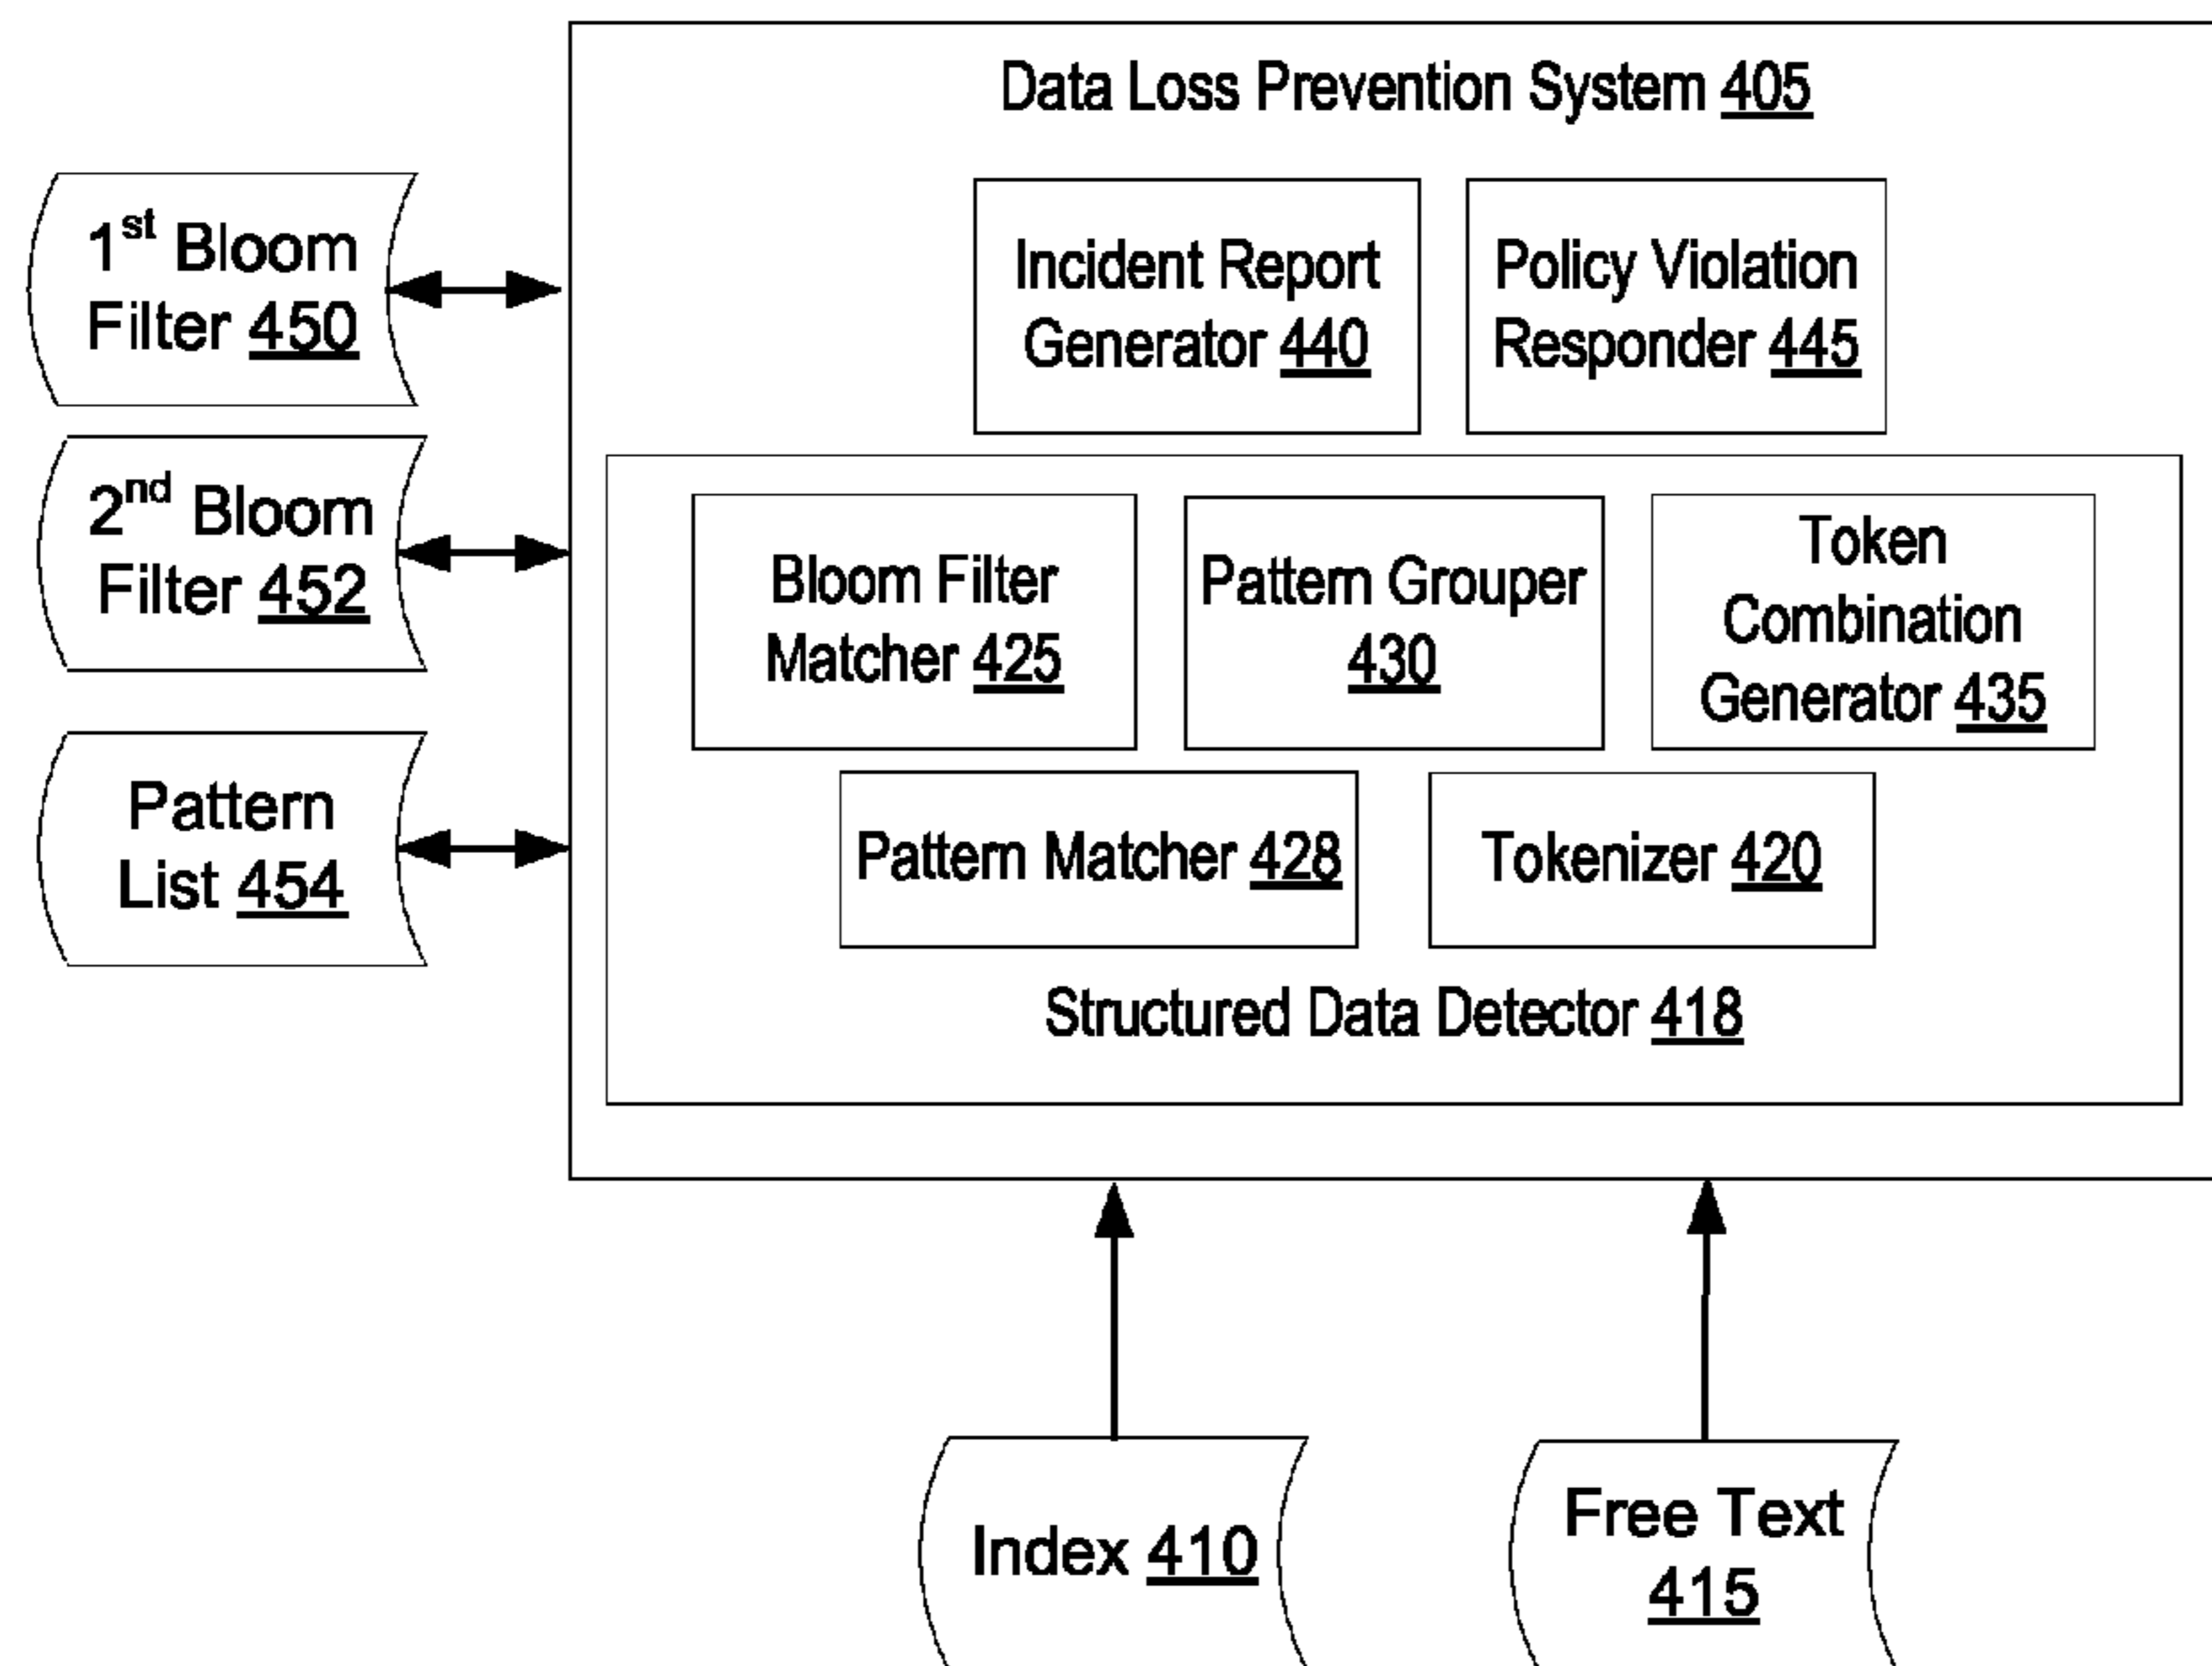 Data Loss Prevention System 405
1st Bloom
Filter 450
Incident Report
Generator 440
Policy Violation
Responder 445
2nd Bloom
Filter 452
Bloom Filter
Matcher 425
Pattern Grouper
430
Token
Combination
Generator 435
Pattern
List 454
Pattern Matcher 428
Tokenizer 420
Structured Data Detector 418
Index 410
Free Text
415